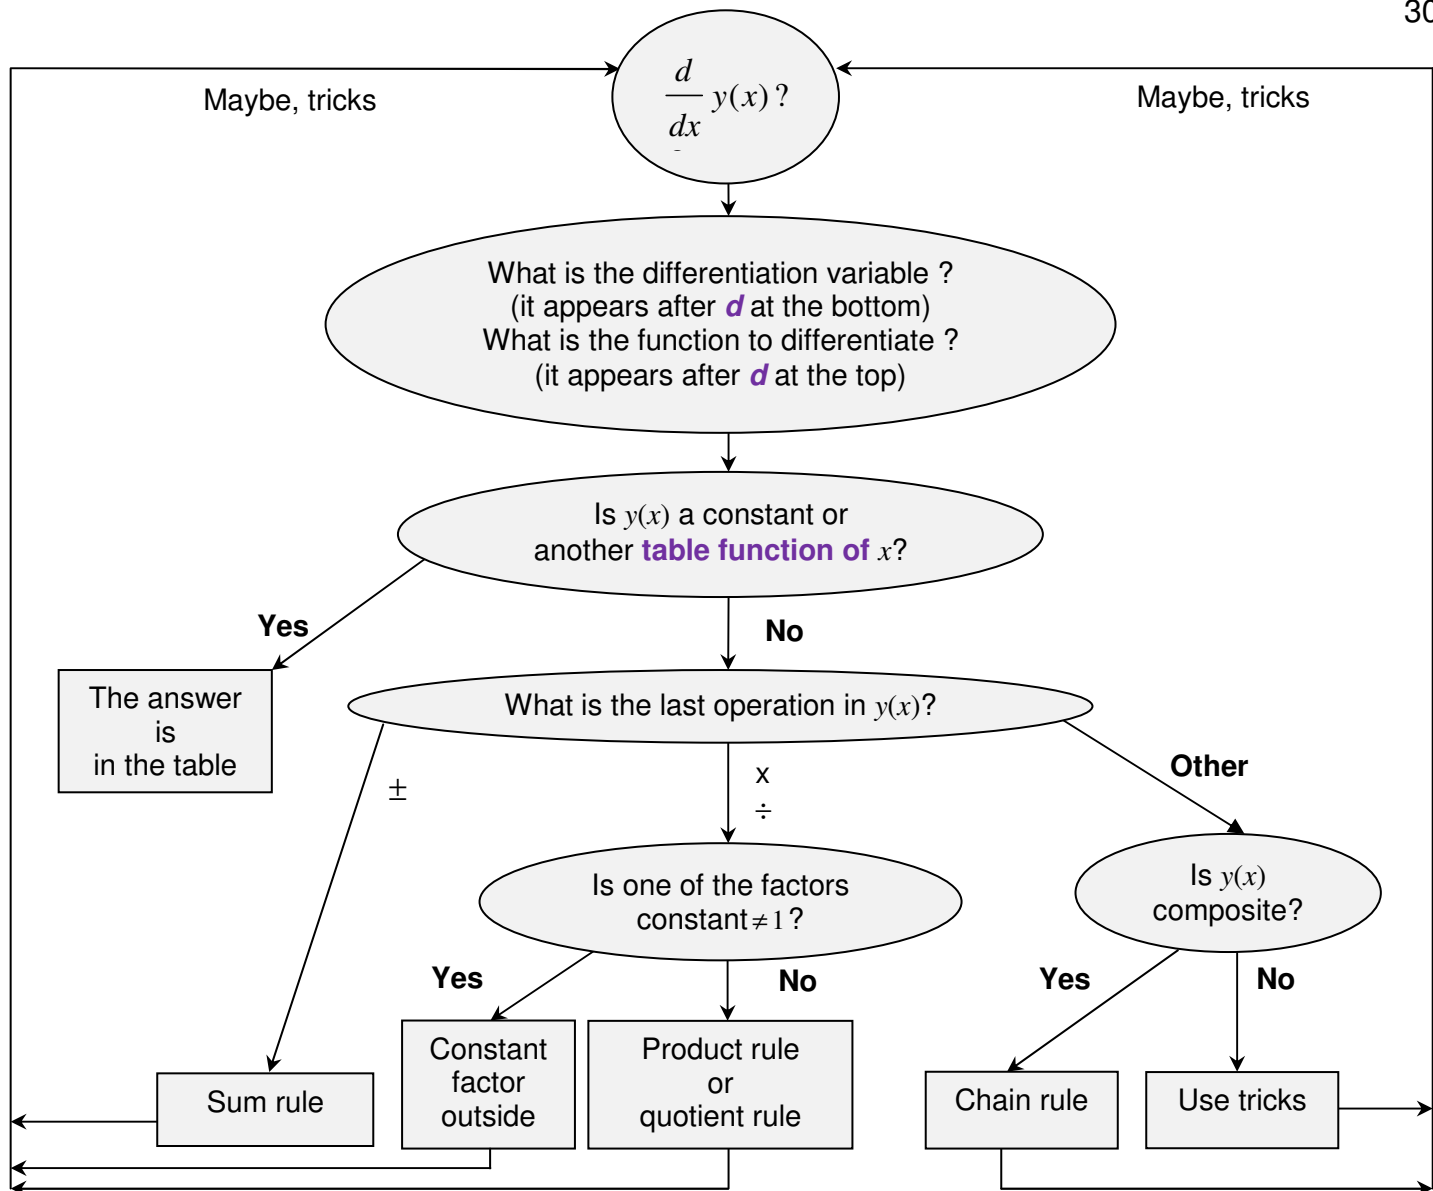 30
Maybe, tricks
d
dx
y(x) ?
Maybe, tricks
What is the differentiation variable ?
(it appears after d at the bottom)
What is the function to differentiate ?
(it appears after d at the top)
Is y(x) a constant or
another table function of x?
Yes
No
The answer
is
in the table
What is the last operation in y(x)?
±
x
÷
Other
Is one of the factors
constant ≠ 1 ?
Is y(x)
composite?
Yes
No
Yes
No
Sum rule
Constant
factor
outside
Product rule
or
quotient rule
Chain rule
Use tricks